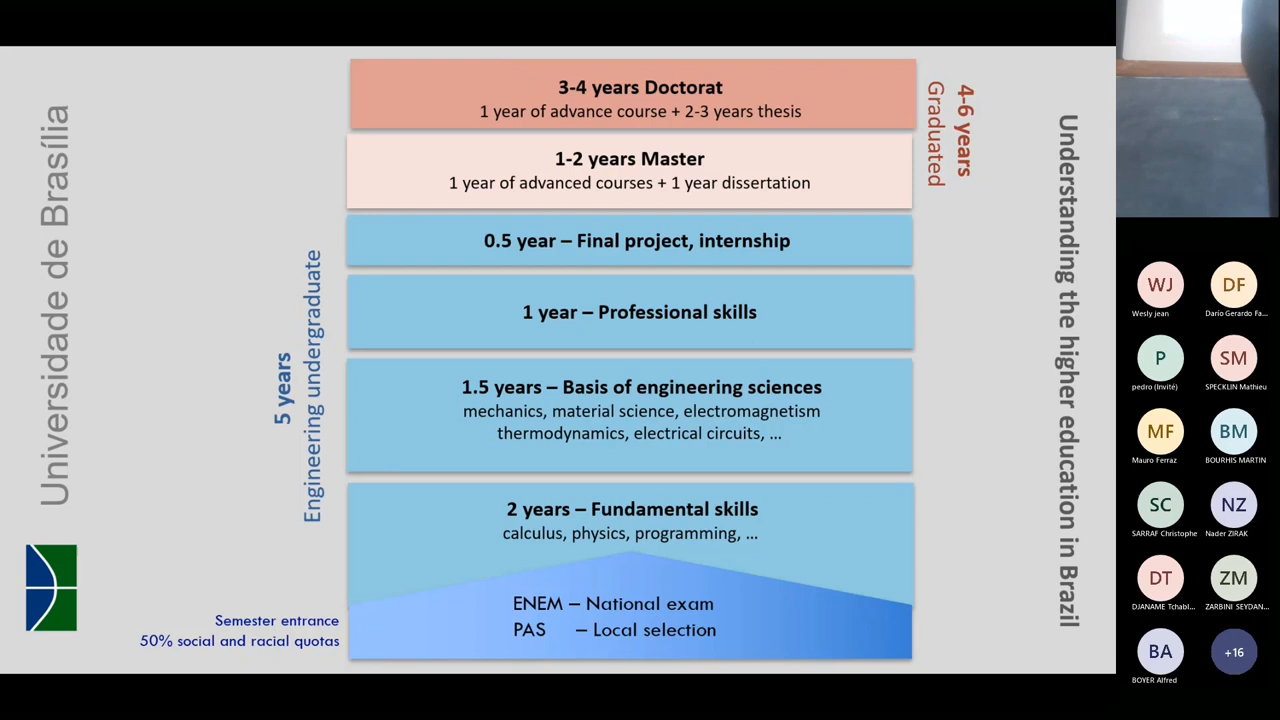 Universidade de Brasília
3-4 years Doctorat
1 year of advance course + 2-3 years thesis
1-2 years Master
1 year of advanced courses + 1 year dissertation
4-6 years
Graduated
0.5 year – Final project, internship
1 year – Professional skills
1.5 years – Basis of engineering sciences
mechanics, material science, electromagnetism
thermodynamics, electrical circuits, ...
2 years – Fundamental skills
calculus, physics, programming, ...
5 years
Engineering undergraduate
ENEM – National exam
PAS – Local selection
Semester entrance
50% social and racial quotas
Understanding the higher education in Brazil
WJ
Wesly jean
DF
Darío Gerardo Fa...
P
pedro (Invité)
SM
SPECKLIN Mathieu
MF
Mauro Ferraz
BM
BOURHIS MARTIN
SC
SARRAF Christophe
NZ
Nader ZIRAK
DT
DJANAME Tchabl...
ZM
ZARBINI SEYDAN...
BA
BOYER Alfred
+16